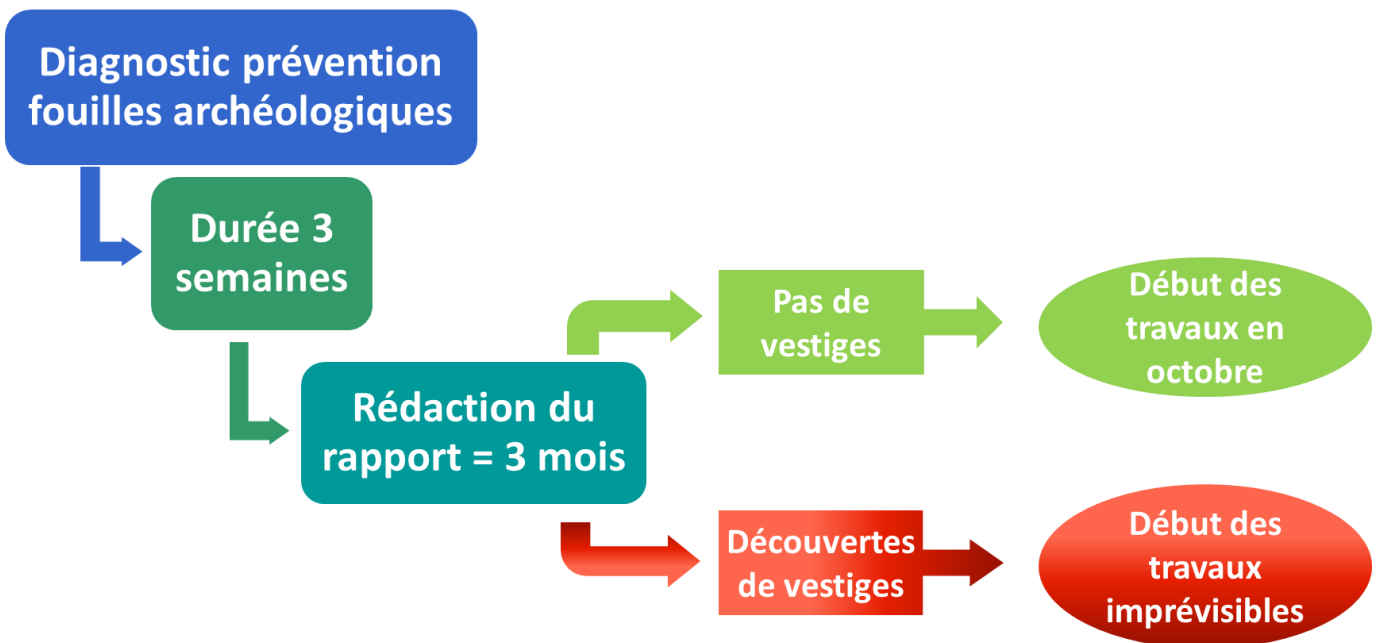 Diagnostic prévention
fouilles archéologiques
Durée 3
semaines
Rédaction du
rapport = 3 mois
Pas de
vestiges
Début des
travaux en
octobre
Découvertes
de vestiges
Début des
travaux
imprévisibles